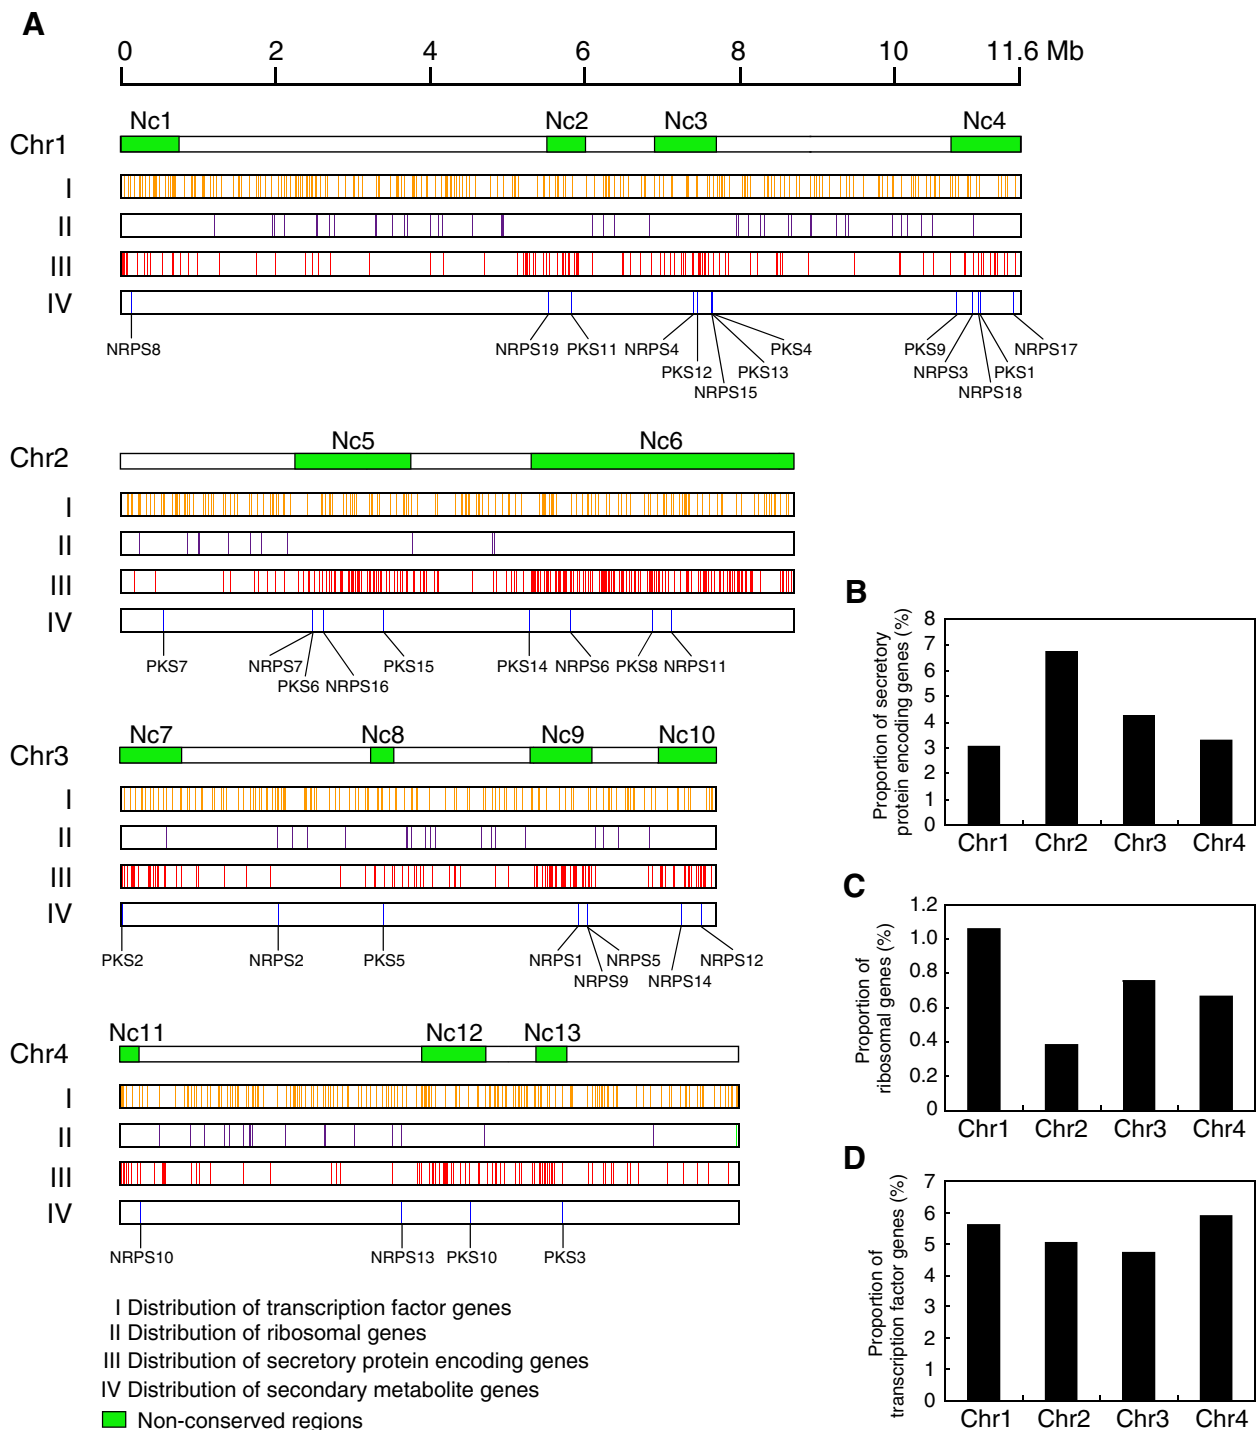 A
0 2 4 6 8 10 11.6 Mb
Nc1 Nc2 Nc3 Nc4
Chr1
I
II
III
IV
NRPS8 NRPS19 PKS11 NRPS4 PKS4 PKS9 NRPS17
PKS12 PKS13 NRPS3 PKS1
NRPS15 NRPS18
Nc5 Nc6
Chr2
I
II
III
IV
PKS7 NRPS7 PKS15 PKS14 NRPS6 PKS8 NRPS11
PKS6 NRPS16
Nc7 Nc8 Nc9 Nc10
Chr3
I
II
III
IV
PKS2 NRPS2 PKS5 NRPS1 NRPS5 NRPS12
NRPS9 NRPS14
Nc11 Nc12 Nc13
Chr4
I
II
III
IV
NRPS10 NRPS13 PKS10 PKS3
I Distribution of transcription factor genes
II Distribution of ribosomal genes
III Distribution of secretory protein encoding genes
IV Distribution of secondary metabolite genes
Non-conserved regions
B
Proportion of secretory
protein encoding genes (%)
8
7
6
5
4
3
2
1
0
Chr1 Chr2 Chr3 Chr4
C
Proportion of
ribosomal genes (%)
1.2
1.0
0.8
0.6
0.4
0.2
0
Chr1 Chr2 Chr3 Chr4
D
Proportion of
transcription factor genes (%)
7
6
5
4
3
2
1
0
Chr1 Chr2 Chr3 Chr4